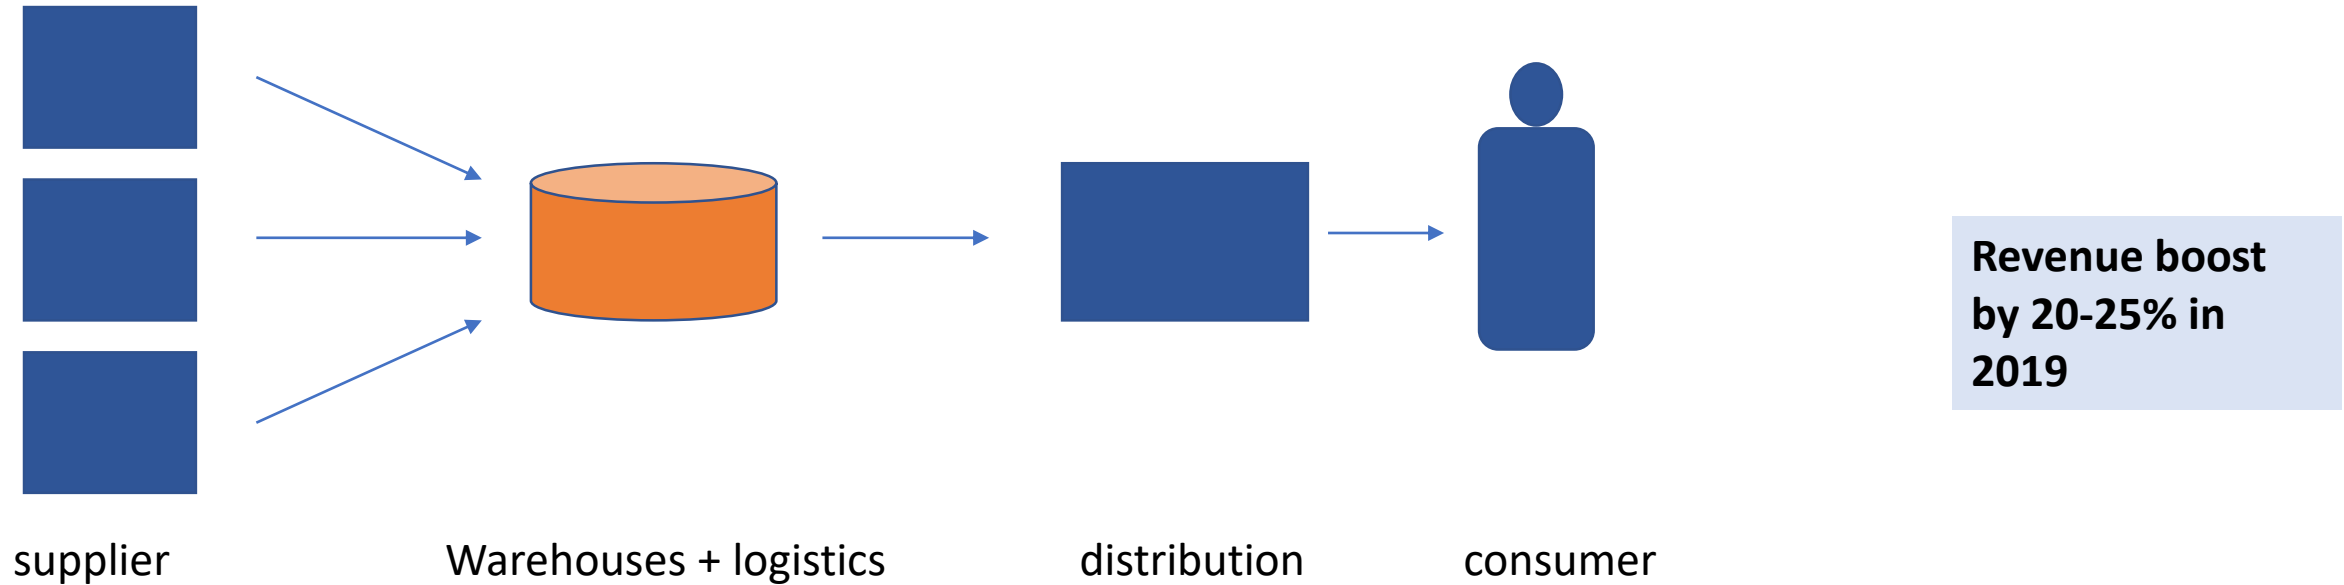 Revenue boost
by 20-25% in
2019
supplier
Warehouses + logistics
distribution
consumer